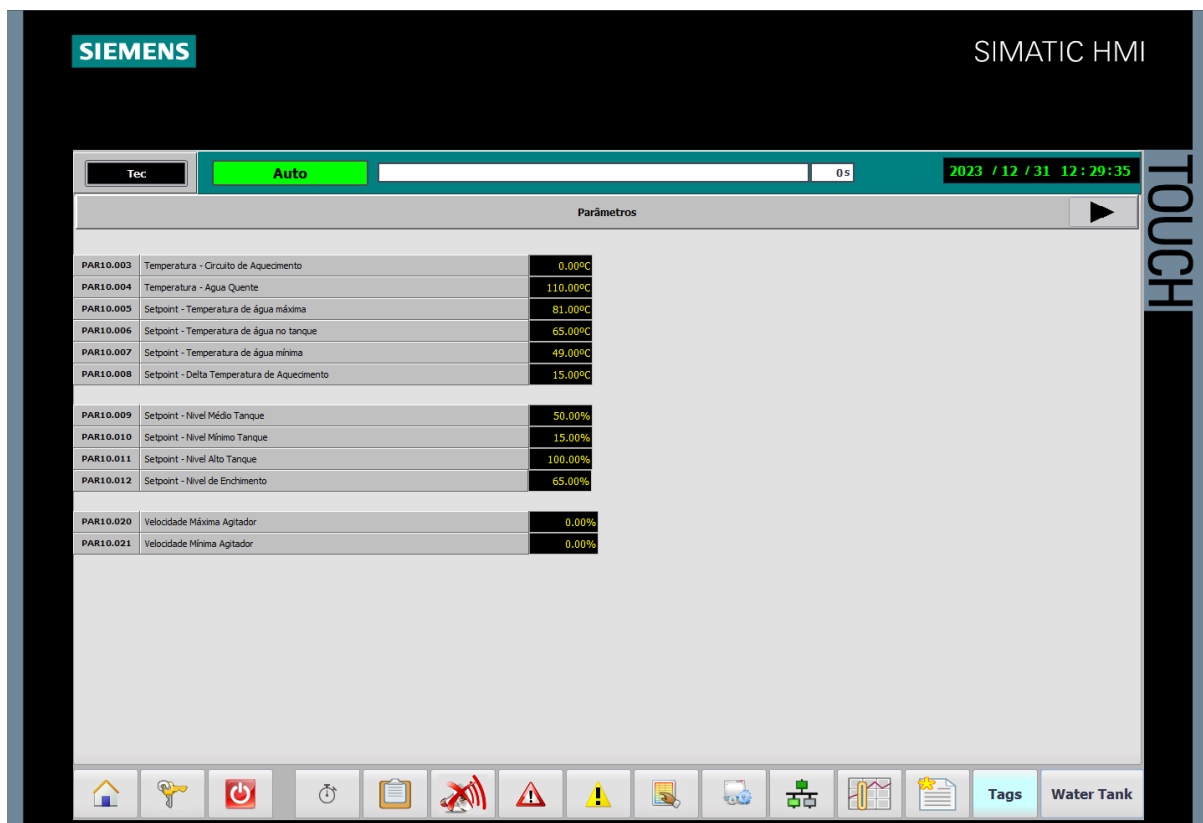 SIEMENS
SIMATIC HMI
TOUCH
Tec Auto 0 s 2023 / 12 / 31 12 : 29 : 35
Parâmetros
PAR10.003 Temperatura - Circuito de Aquecimento 0.00ºC
PAR10.004 Temperatura - Agua Quente 110.00ºC
PAR10.005 Setpoint - Temperatura de água máxima 81.00ºC
PAR10.006 Setpoint - Temperatura de água no tanque 65.00ºC
PAR10.007 Setpoint - Temperatura de água mínima 49.00ºC
PAR10.008 Setpoint - Delta Temperatura de Aquecimento 15.00ºC
PAR10.009 Setpoint - Nivel Médio Tanque 50.00%
PAR10.010 Setpoint - Nivel Mínimo Tanque 15.00%
PAR10.011 Setpoint - Nivel Alto Tanque 100.00%
PAR10.012 Setpoint - Nivel de Enchimento 65.00%
PAR10.020 Velocidade Máxima Agitador 0.00%
PAR10.021 Velocidade Mínima Agitador 0.00%
Tags Water Tank